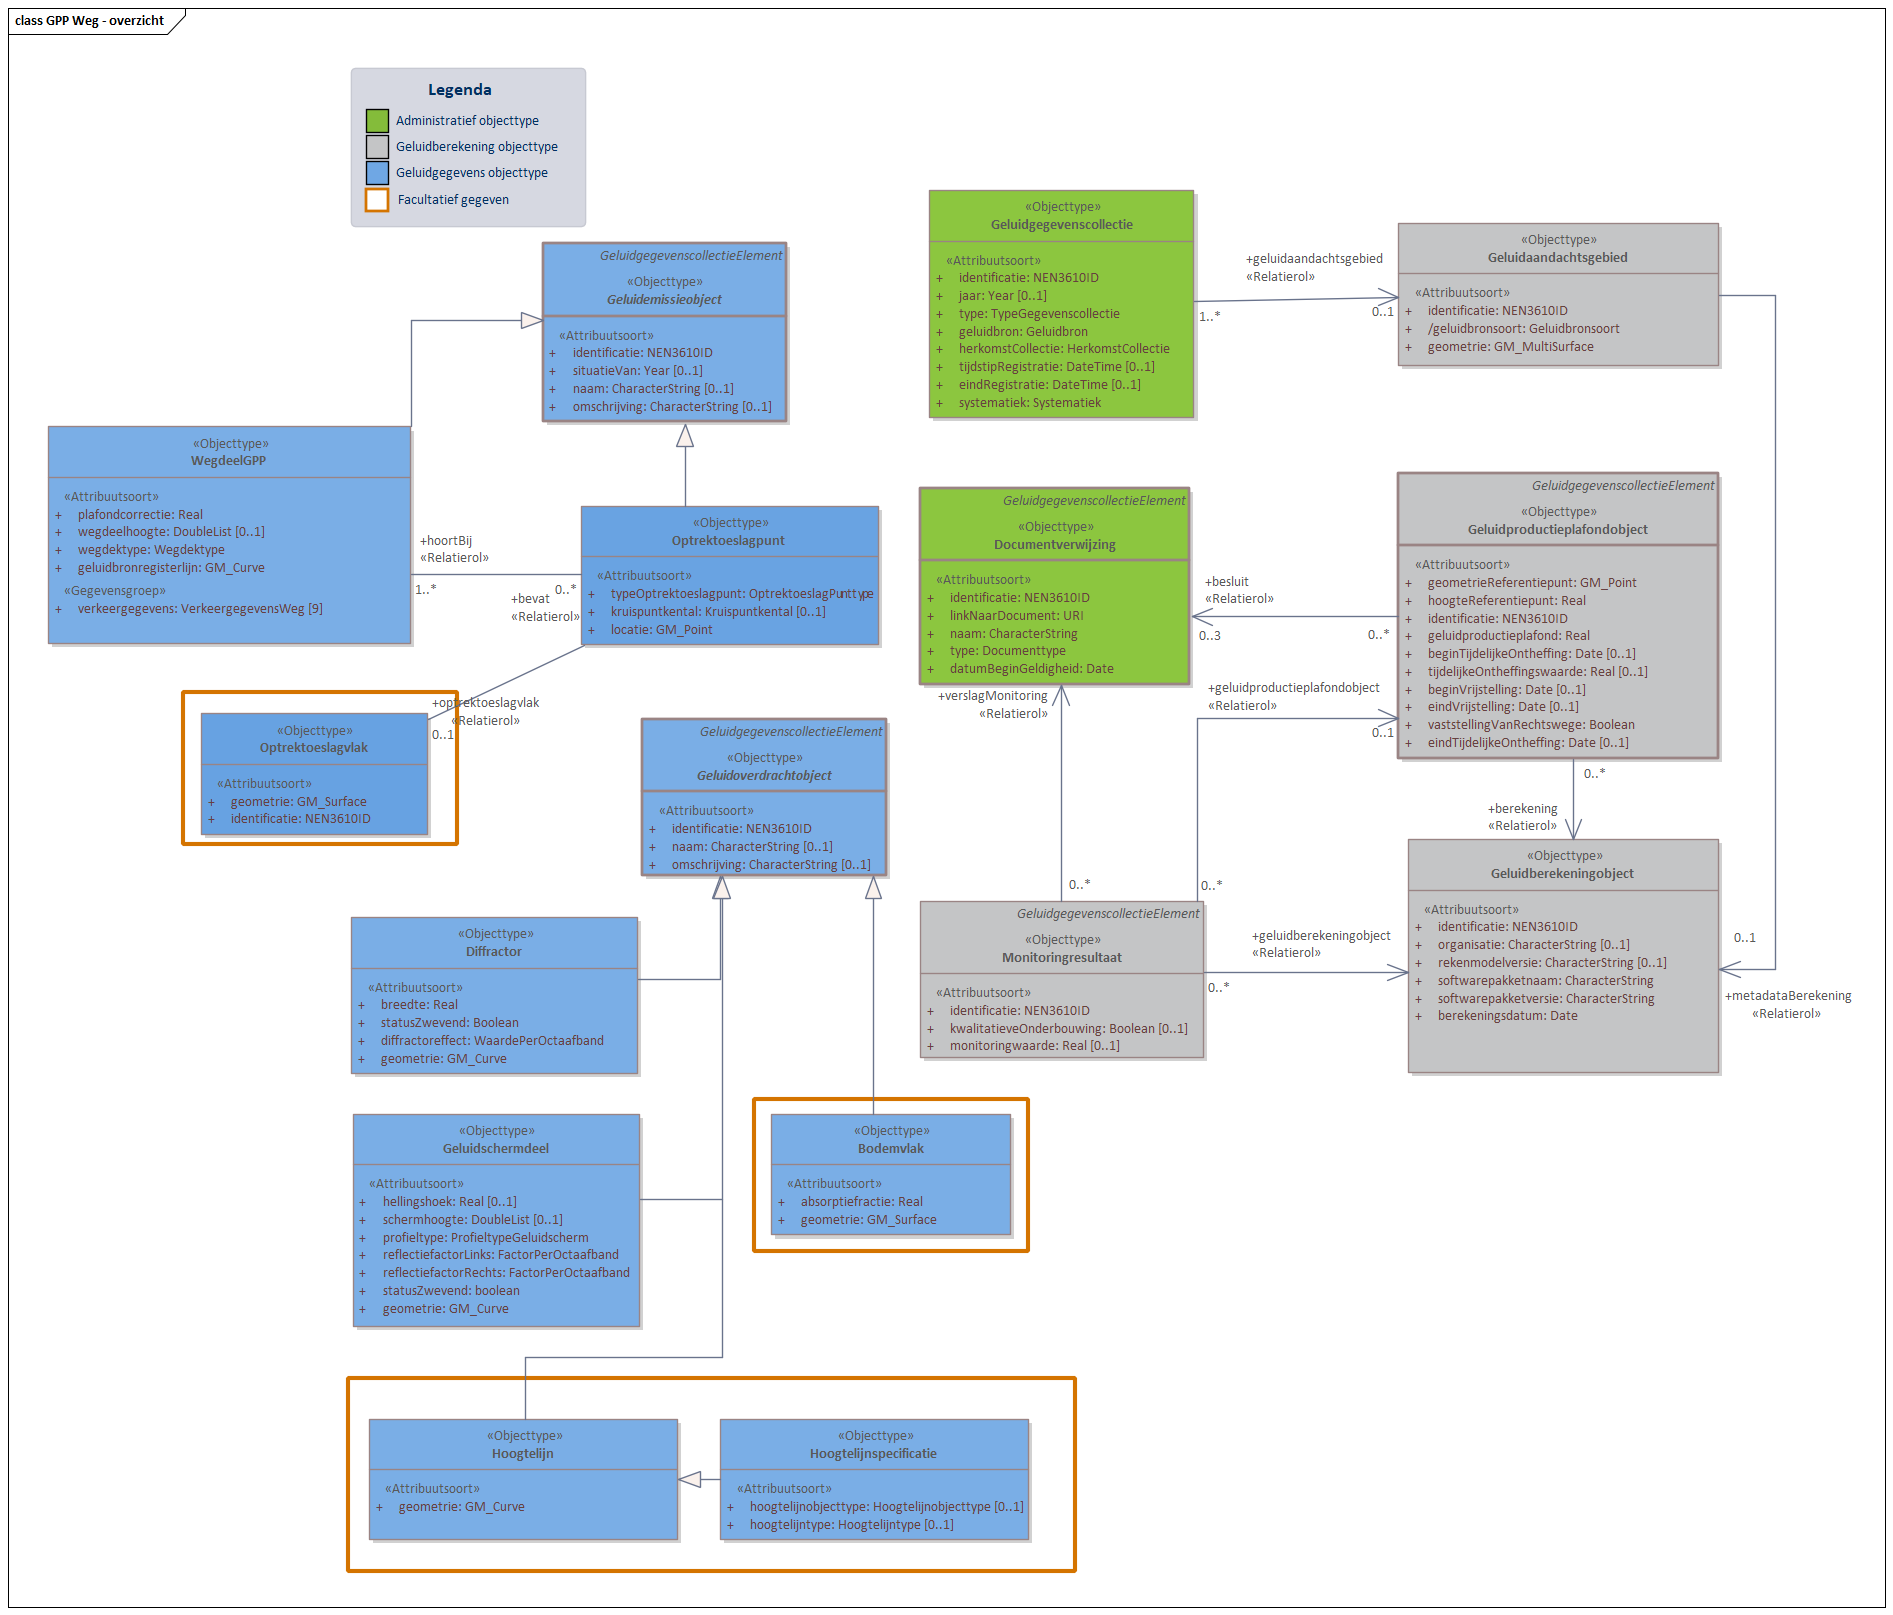 class GPP Weg - overzicht
Legenda
Administratief objecttype
Geluidberekening objecttype
Geluidgegevens objecttype
Facultatief gegeven
GeluidgegevenscollectieElement
«Objecttype»
Geluidemissieobject
«Attribuutsoort»
+ identificatie: NEN3610ID
+ situatieVan: Year [0..1]
+ naam: CharacterString [0..1]
+ omschrijving: CharacterString [0..1]
«Objecttype»
Geluidgegevenscollectie
«Attribuutsoort»
+ identificatie: NEN3610ID
+ jaar: Year [0..1]
+ type: TypeGegevenscollectie
+ geluidbron: Geluidbron
+ herkomstCollectie: HerkomstCollectie
+ tijdstipRegistratie: DateTime [0..1]
+ eindRegistratie: DateTime [0..1]
+ systematiek: Systematiek
+geluidaandachtsgebied
«Relatierol»
1..*
0..1
«Objecttype»
Geluidaandachtsgebied
«Attribuutsoort»
+ identificatie: NEN3610ID
+ /geluidbronsoort: Geluidbronsoort
+ geometrie: GM_MultiSurface
«Objecttype»
WegdeelGPP
«Attribuutsoort»
+ plafondcorrectie: Real
+ wegdeelhoogte: DoubleList [0..1]
+ wegdektype: Wegdektype
+ geluidbronregisterlijn: GM_Curve
«Gegevensgroep»
+ verkeergegevens: VerkeergegevensWeg [9]
+hoortBij
«Relatierol»
1..*
0..*
+bevat
«Relatierol»
«Objecttype»
Optrektoeslagpunt
«Attribuutsoort»
+ typeOptrektoeslagpunt: OptrektoeslagPunttype
+ kruispuntkental: Kruispuntkental [0..1]
+ locatie: GM_Point
+optrektoeslagvlak
«Relatierol»
0..1
«Objecttype»
Optrektoeslagvlak
«Attribuutsoort»
+ geometrie: GM_Surface
+ identificatie: NEN3610ID
GeluidgegevenscollectieElement
«Objecttype»
Documentverwijzing
«Attribuutsoort»
+ identificatie: NEN3610ID
+ linkNaarDocument: URI
+ naam: CharacterString
+ type: Documenttype
+ datumBeginGeldigheid: Date
+besluit
«Relatierol»
0..3
0..*
GeluidgegevenscollectieElement
«Objecttype»
Geluidproductieplafondobject
«Attribuutsoort»
+ geometrieReferentiepunt: GM_Point
+ hoogteReferentiepunt: Real
+ identificatie: NEN3610ID
+ geluidproductieplafond: Real
+ beginTijdelijkeOntheffing: Date [0..1]
+ tijdelijkeOntheffingswaarde: Real [0..1]
+ beginVrijstelling: Date [0..1]
+ eindVrijstelling: Date [0..1]
+ vaststellingVanRechtswege: Boolean
+ eindTijdelijkeOntheffing: Date [0..1]
+verslagMonitoring
«Relatierol»
0..*
+geluidproductieplafondobject
«Relatierol»
0..1
0..*
0..*
+berekening
«Relatierol»
GeluidgegevenscollectieElement
«Objecttype»
Geluidoverdrachtobject
«Attribuutsoort»
+ identificatie: NEN3610ID
+ naam: CharacterString [0..1]
+ omschrijving: CharacterString [0..1]
«Objecttype»
Geluidberekeningobject
«Attribuutsoort»
+ identificatie: NEN3610ID
+ organisatie: CharacterString [0..1]
+ rekenmodelversie: CharacterString [0..1]
+ softwarepakketnaam: CharacterString
+ softwarepakketversie: CharacterString
+ berekeningsdatum: Date
0..1
+metadataBerekening
«Relatierol»
GeluidgegevenscollectieElement
«Objecttype»
Monitoringresultaat
«Attribuutsoort»
+ identificatie: NEN3610ID
+ kwalitatieveOnderbouwing: Boolean [0..1]
+ monitoringwaarde: Real [0..1]
+geluidberekeningobject
«Relatierol»
0..*
«Objecttype»
Diffractor
«Attribuutsoort»
+ breedte: Real
+ statusZwevend: Boolean
+ diffractoreffect: WaardePerOctaafband
+ geometrie: GM_Curve
«Objecttype»
Geluidschermdeel
«Attribuutsoort»
+ hellingshoek: Real [0..1]
+ schermhoogte: DoubleList [0..1]
+ profieltype: ProfieltypeGeluidscherm
+ reflectiefactorLinks: FactorPerOctaafband
+ reflectiefactorRechts: FactorPerOctaafband
+ statusZwevend: boolean
+ geometrie: GM_Curve
«Objecttype»
Bodemvlak
«Attribuutsoort»
+ absorptiefractie: Real
+ geometrie: GM_Surface
«Objecttype»
Hoogtelijn
«Attribuutsoort»
+ geometrie: GM_Curve
«Objecttype»
Hoogtelijnspecificatie
«Attribuutsoort»
+ hoogtelijnobjecttype: Hoogtelijnobjecttype [0..1]
+ hoogtelijntype: Hoogtelijntype [0..1]